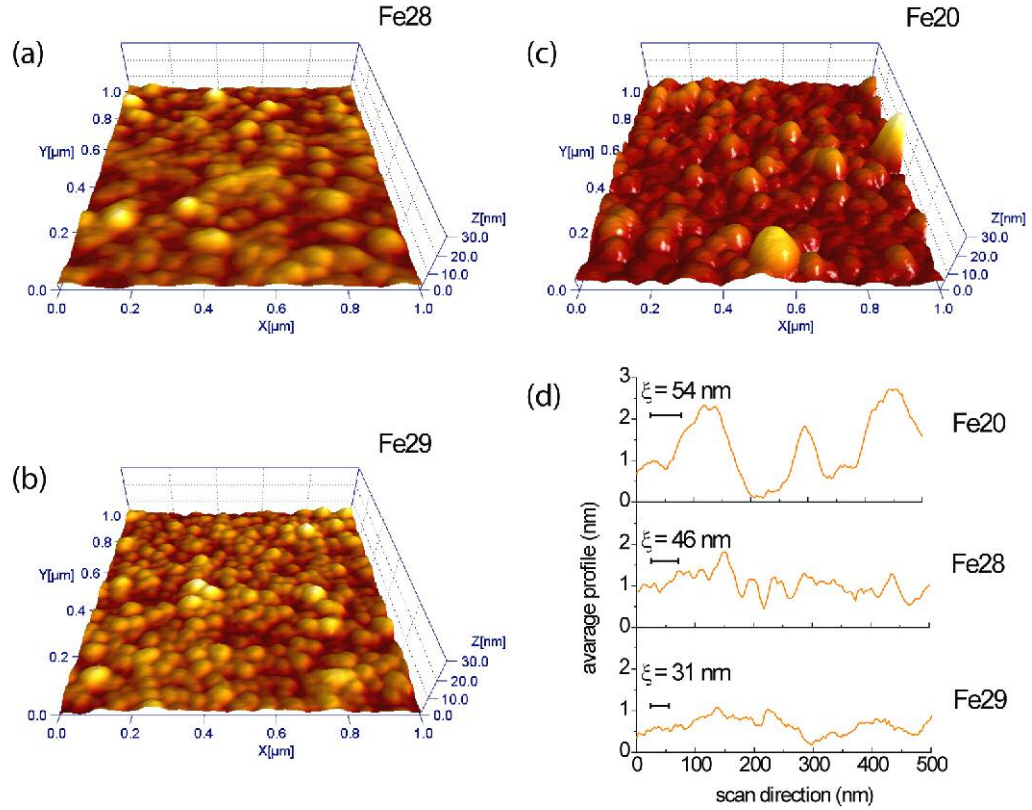 Fe28
(a)
1.0
0.8
Y[µm]
0.6
0.4
0.2
0.0
Z[nm]
30.0
20.0
10.0
0.0
0.0 0.2 0.4 0.6 0.8 1.0
X[µm]
Fe20
(c)
1.0
0.8
Y[µm]
0.6
0.4
0.2
0.0
Z[nm]
30.0
20.0
10.0
0.0
0.0 0.2 0.4 0.6 0.8 1.0
X[µm]
Fe29
(b)
1.0
0.8
Y[µm]
0.6
0.4
0.2
0.0
Z[nm]
30.0
20.0
10.0
0.0
0.0 0.2 0.4 0.6 0.8 1.0
X[µm]
(d)
avarage profile (nm)
3
2
1
0
ξ = 54 nm
Fe20
2
1
0
ξ = 46 nm
Fe28
2
1
0
ξ = 31 nm
Fe29
0 100 200 300 400 500
scan direction (nm)